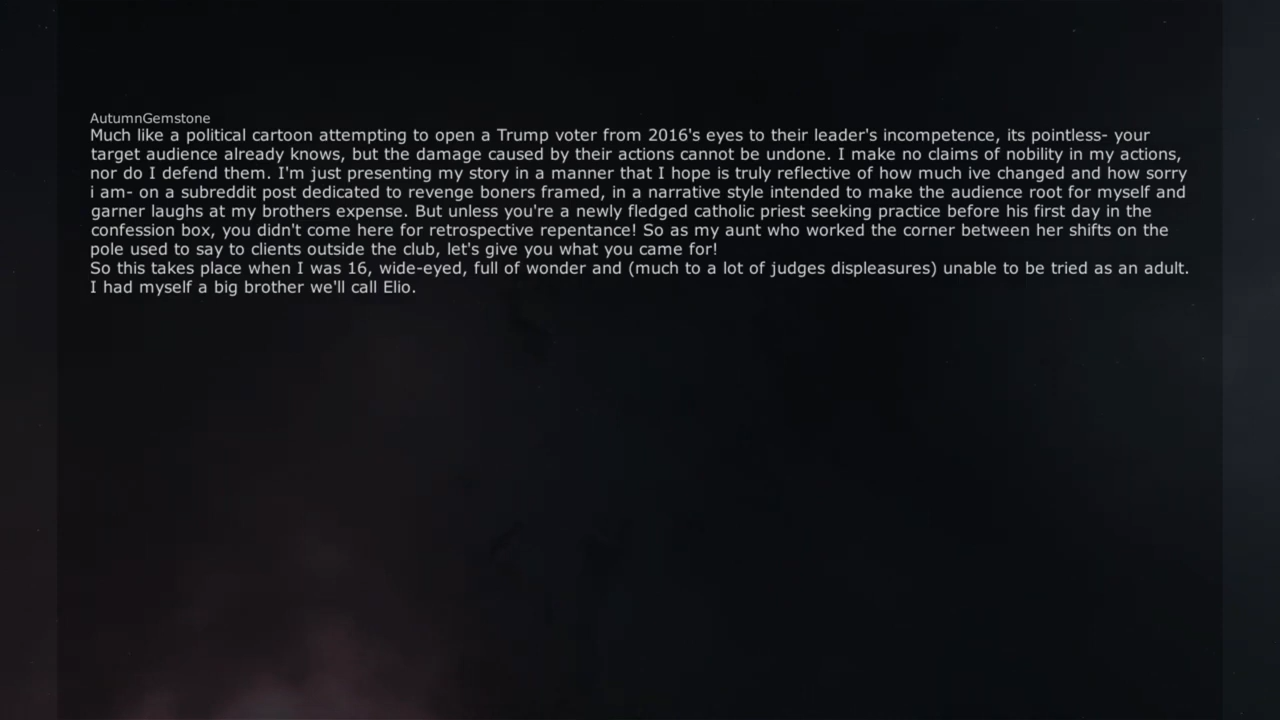 AutumnGemstone
Much like a political cartoon attempting to open a Trump voter from 2016's eyes to their leader's incompetence, its pointless- your
target audience already knows, but the damage caused by their actions cannot be undone. I make no claims of nobility in my actions,
nor do I defend them. I'm just presenting my story in a manner that I hope is truly reflective of how much ive changed and how sorry
i am- on a subreddit post dedicated to revenge boners framed, in a narrative style intended to make the audience root for myself and
garner laughs at my brothers expense. But unless you're a newly fledged catholic priest seeking practice before his first day in the
confession box, you didn't come here for retrospective repentance! So as my aunt who worked the corner between her shifts on the
pole used to say to clients outside the club, let's give you what you came for!
So this takes place when I was 16, wide-eyed, full of wonder and (much to a lot of judges displeasures) unable to be tried as an adult.
I had myself a big brother we'll call Elio.